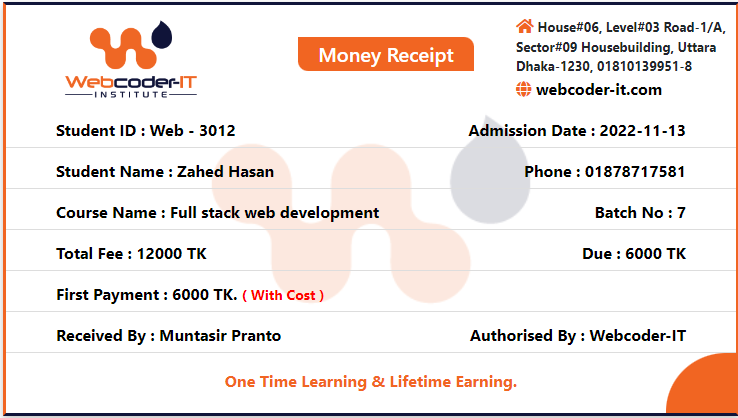 Webcoder-IT
INSTITUTE
Money Receipt
House#06, Level#03 Road-1/A,
Sector#09 Housebuilding, Uttara
Dhaka-1230, 01810139951-8
webcoder-it.com
Student ID : Web - 3012
Admission Date : 2022-11-13
Student Name : Zahed Hasan
Phone : 01878717581
Course Name : Full stack web development
Batch No : 7
Total Fee : 12000 TK
Due : 6000 TK
First Payment : 6000 TK. ( With Cost )
Received By : Muntasir Pranto
Authorised By : Webcoder-IT
One Time Learning & Lifetime Earning.